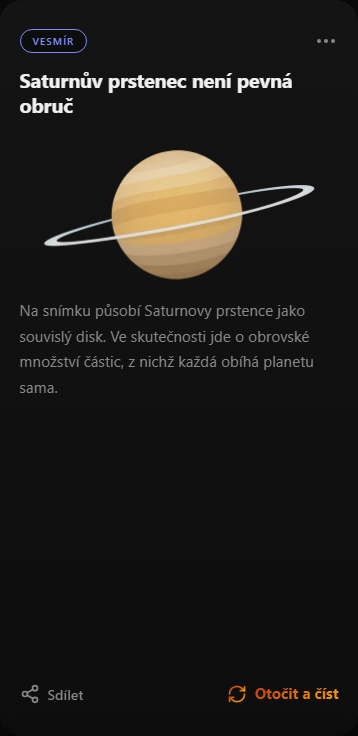 VESMÍR
Saturnův prstenec není pevná
obruč
Na snímku působí Saturnovy prstence jako
souvislý disk. Ve skutečnosti jde o obrovské
množství částic, z nichž každá obíhá planetu
sama.
Sdílet
Otočit a číst